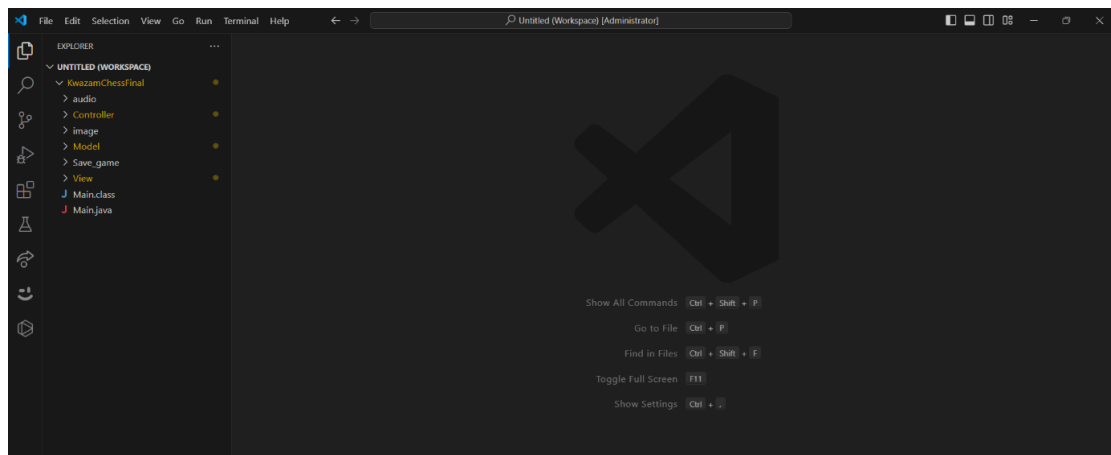 File Edit Selection View Go Run Terminal Help Untitled (Workspace) [Administrator]
EXPLORER
UNTITLED (WORKSPACE)
KwazamChessFinal
audio
Controller
image
Model
Save_game
View
J Main.class
J Main.java
Show All Commands Ctrl + Shift + P
Go to File Ctrl + P
Find in Files Ctrl + Shift + F
Toggle Full Screen F11
Show Settings Ctrl + ,